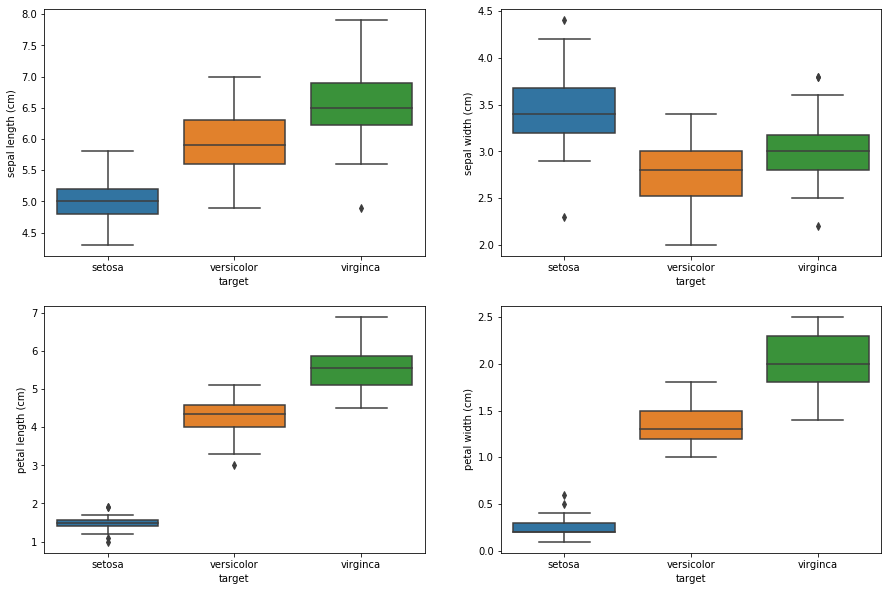 sepal length (cm)
8.0
7.5
7.0
6.5
6.0
5.5
5.0
4.5
setosa versicolor virginca
target
sepal width (cm)
4.5
4.0
3.5
3.0
2.5
2.0
setosa versicolor virginca
target
petal length (cm)
7
6
5
4
3
2
1
setosa versicolor virginca
target
petal width (cm)
2.5
2.0
1.5
1.0
0.5
0.0
setosa versicolor virginca
target